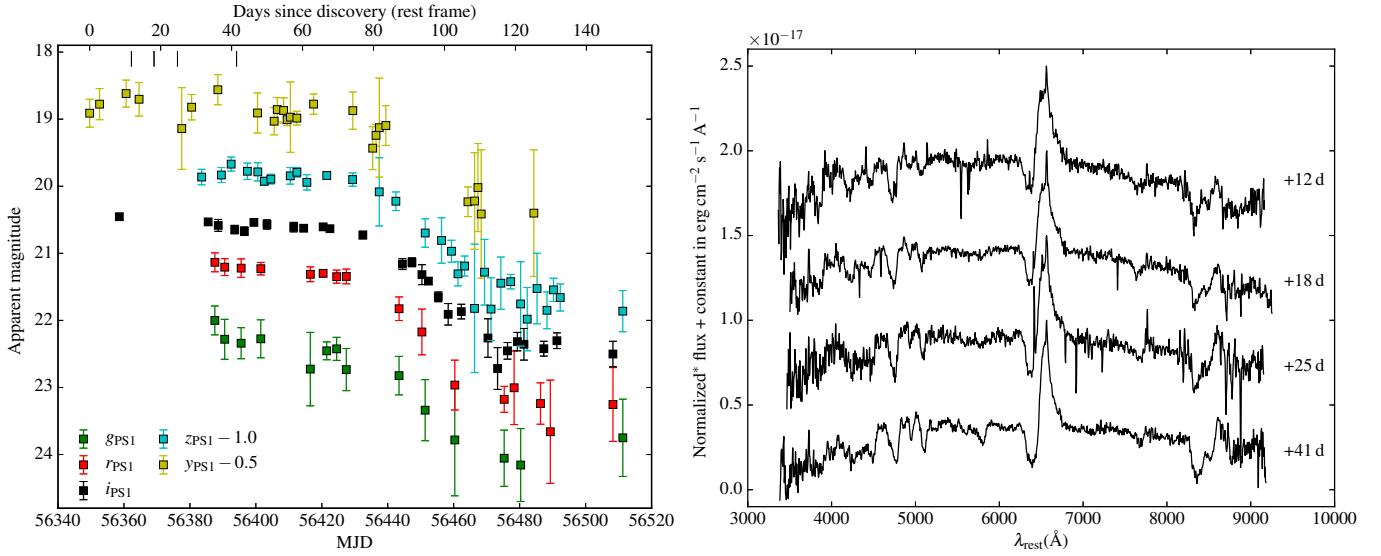 Days since discovery (rest frame)
0 20 40 60 80 100 120 140
18
19
20
21
22
23
24
Apparent magnitude
g_PS1 z_PS1 − 1.0
r_PS1 y_PS1 − 0.5
i_PS1
56340 56360 56380 56400 56420 56440 56460 56480 56500 56520
MJD
×10^−17
2.5
2.0
1.5
1.0
0.5
0.0
Normalized* flux + constant in erg cm^−2 s^−1 A^−1
+12 d
+18 d
+25 d
+41 d
3000 4000 5000 6000 7000 8000 9000 10000
λ_rest(Å)